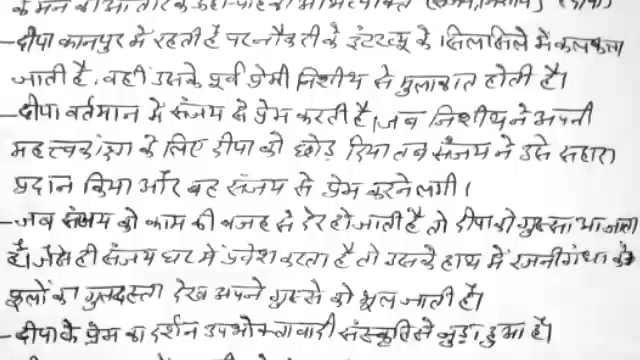 के मन की आंतरिक
-दीपा कानपुर में रहती है पर नौकरी के इंटरव्यू के सिलसिले में कलकत्ता
जाती है, वहीं उसके पूर्व प्रेमी निशीथ से मुलाकात होती है।
-दीपा वर्तमान में संजय से प्रेम करती है। जब निशीथ ने अपनी
महत्त्वकांक्षा के लिए दीपा को छोड़ दिया तब संजय ने उसे सहारा
प्रदान किया और वह संजय से प्रेम करने लगी।
-जब संजय को काम की वजह से देर हो जाती है तो दीपा को गुस्सा आ जाता
है। जैसे ही संजय घर में प्रवेश करता है तो उसके हाथ में रजनीगंधा के
फूलों का गुलदस्ता देख अपने गुस्से को भूल जाती है।
-दीपा के प्रेम का दर्शन उपभोक्तावादी संस्कृति से जुड़ा हुआ है।